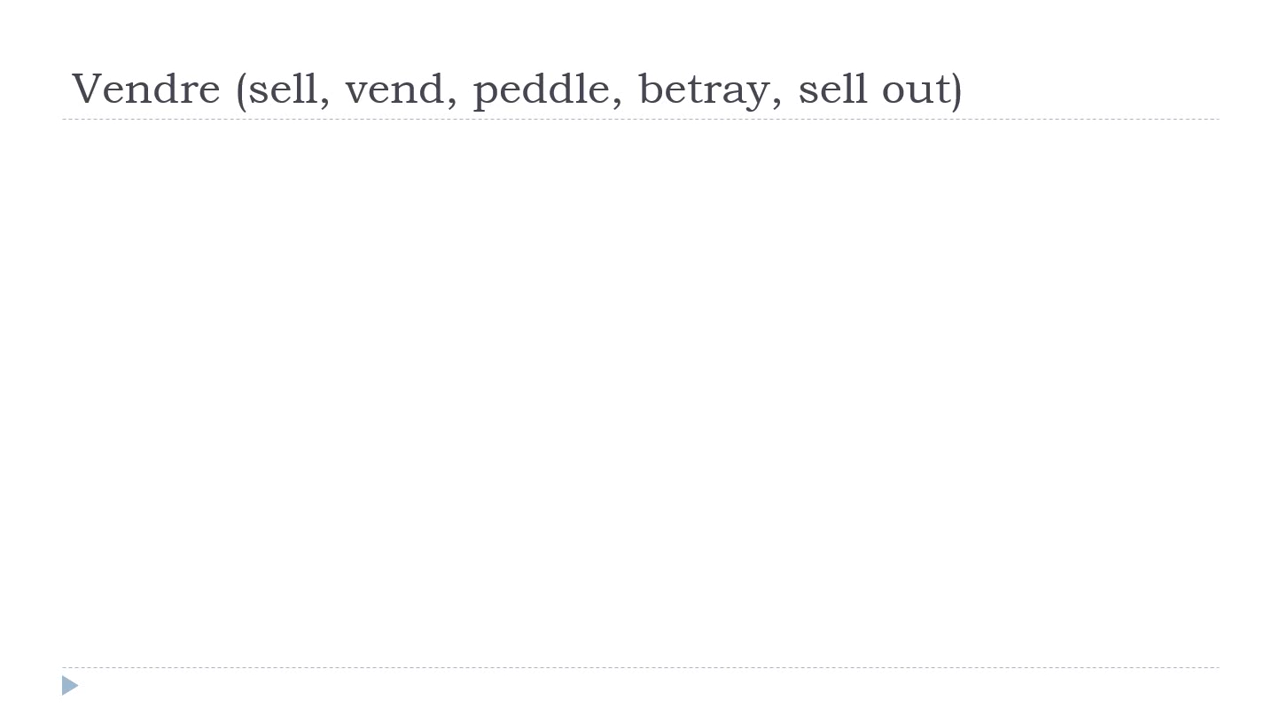 Vendre (sell, vend, peddle, betray, sell out)